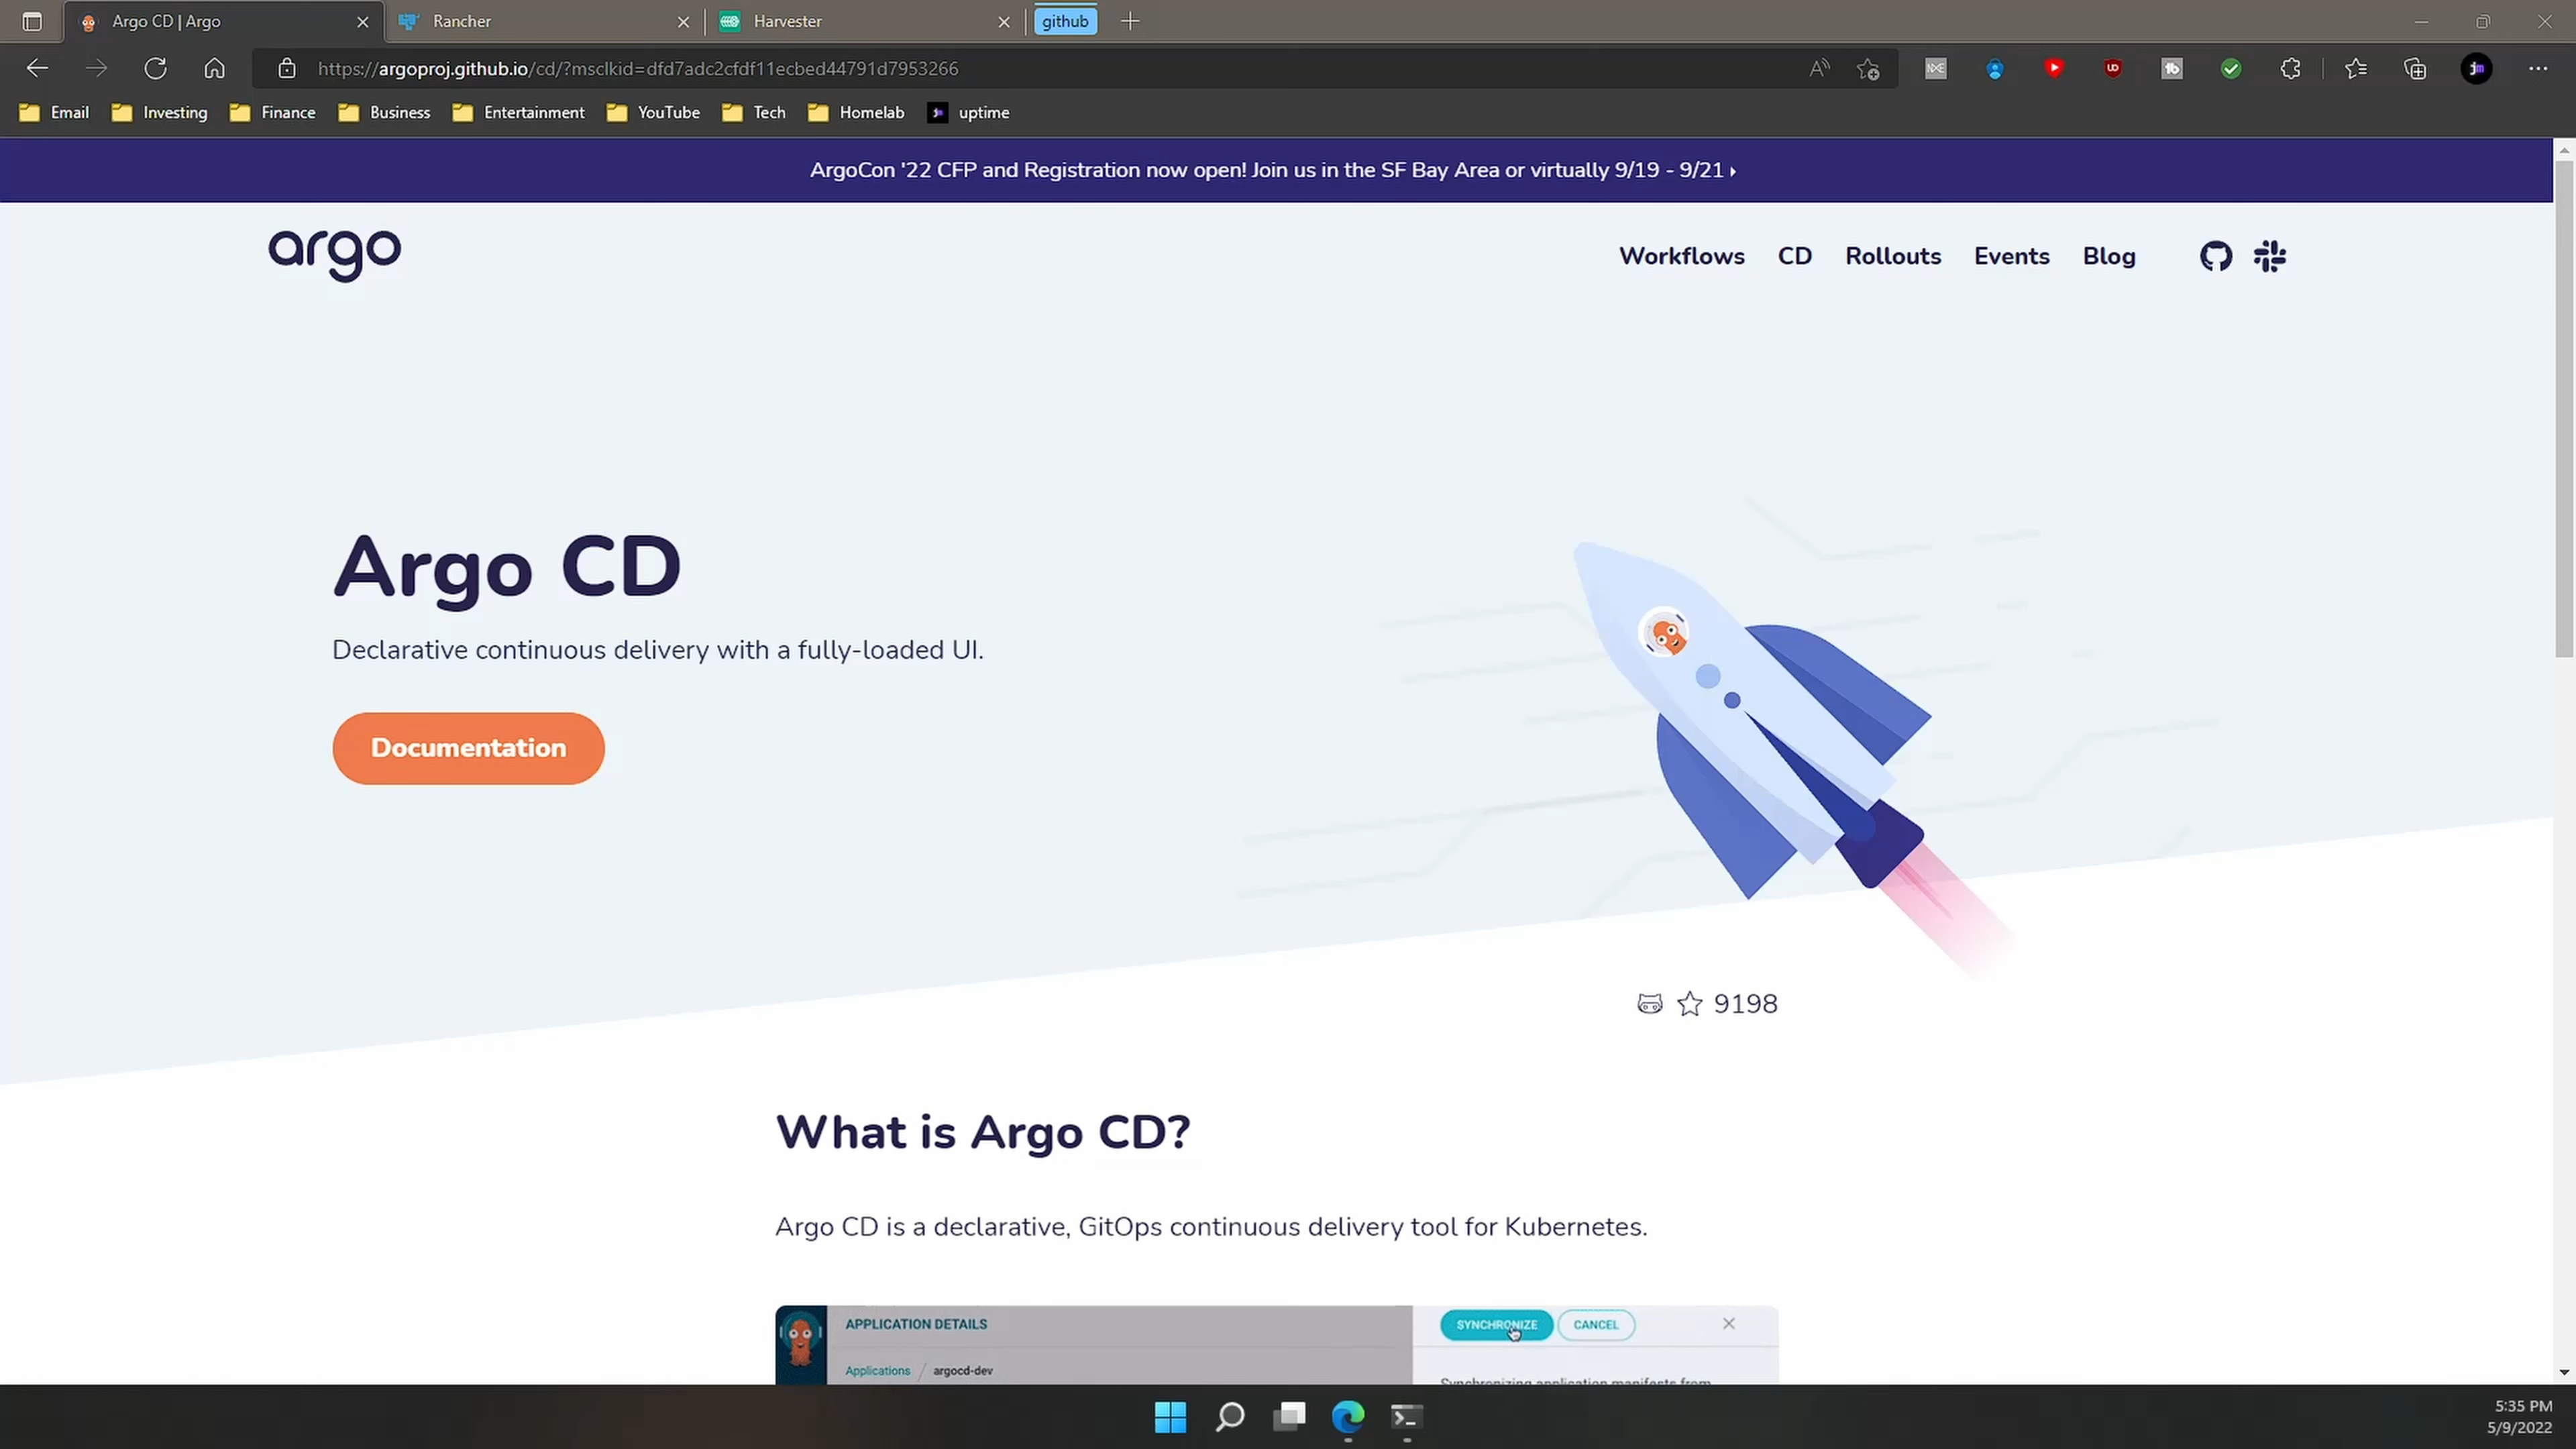 Argo CD | Argo
Rancher
Harvester
github
https://argoproj.github.io/cd/?msclkid=dfd7adc2cfdf11ecbed44791d7953266
Email
Investing
Finance
Business
Entertainment
YouTube
Tech
Homelab
uptime
ArgoCon '22 CFP and Registration now open! Join us in the SF Bay Area or virtually 9/19 - 9/21
argo
Workflows
CD
Rollouts
Events
Blog
Argo CD
Declarative continuous delivery with a fully-loaded UI.
Documentation
9198
What is Argo CD?
Argo CD is a declarative, GitOps continuous delivery tool for Kubernetes.
APPLICATION DETAILS
SYNCHRONIZE
CANCEL
Applications / argocd-dev
Synchronizing application manifests from
5:35 PM
5/9/2022